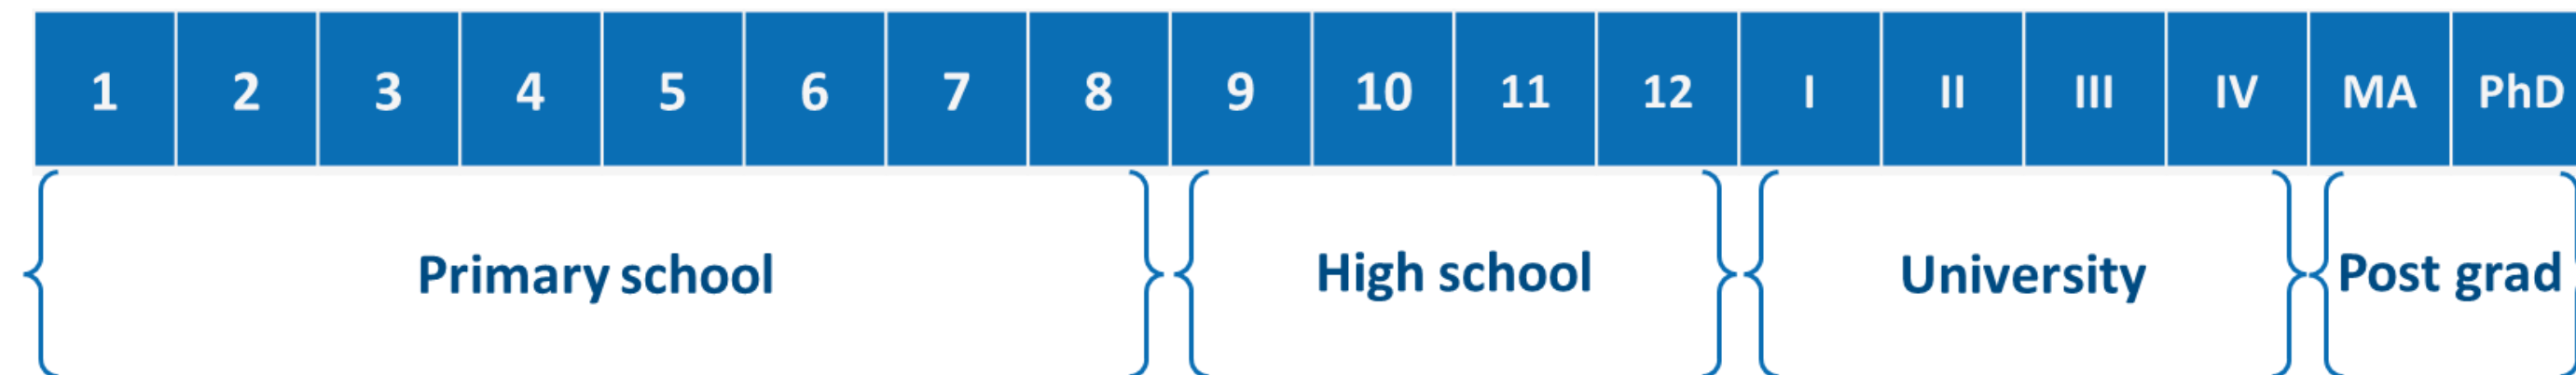 1 2 3 4 5 6 7 8 9 10 11 12 I II III IV MA PhD
Primary school High school University Post grad